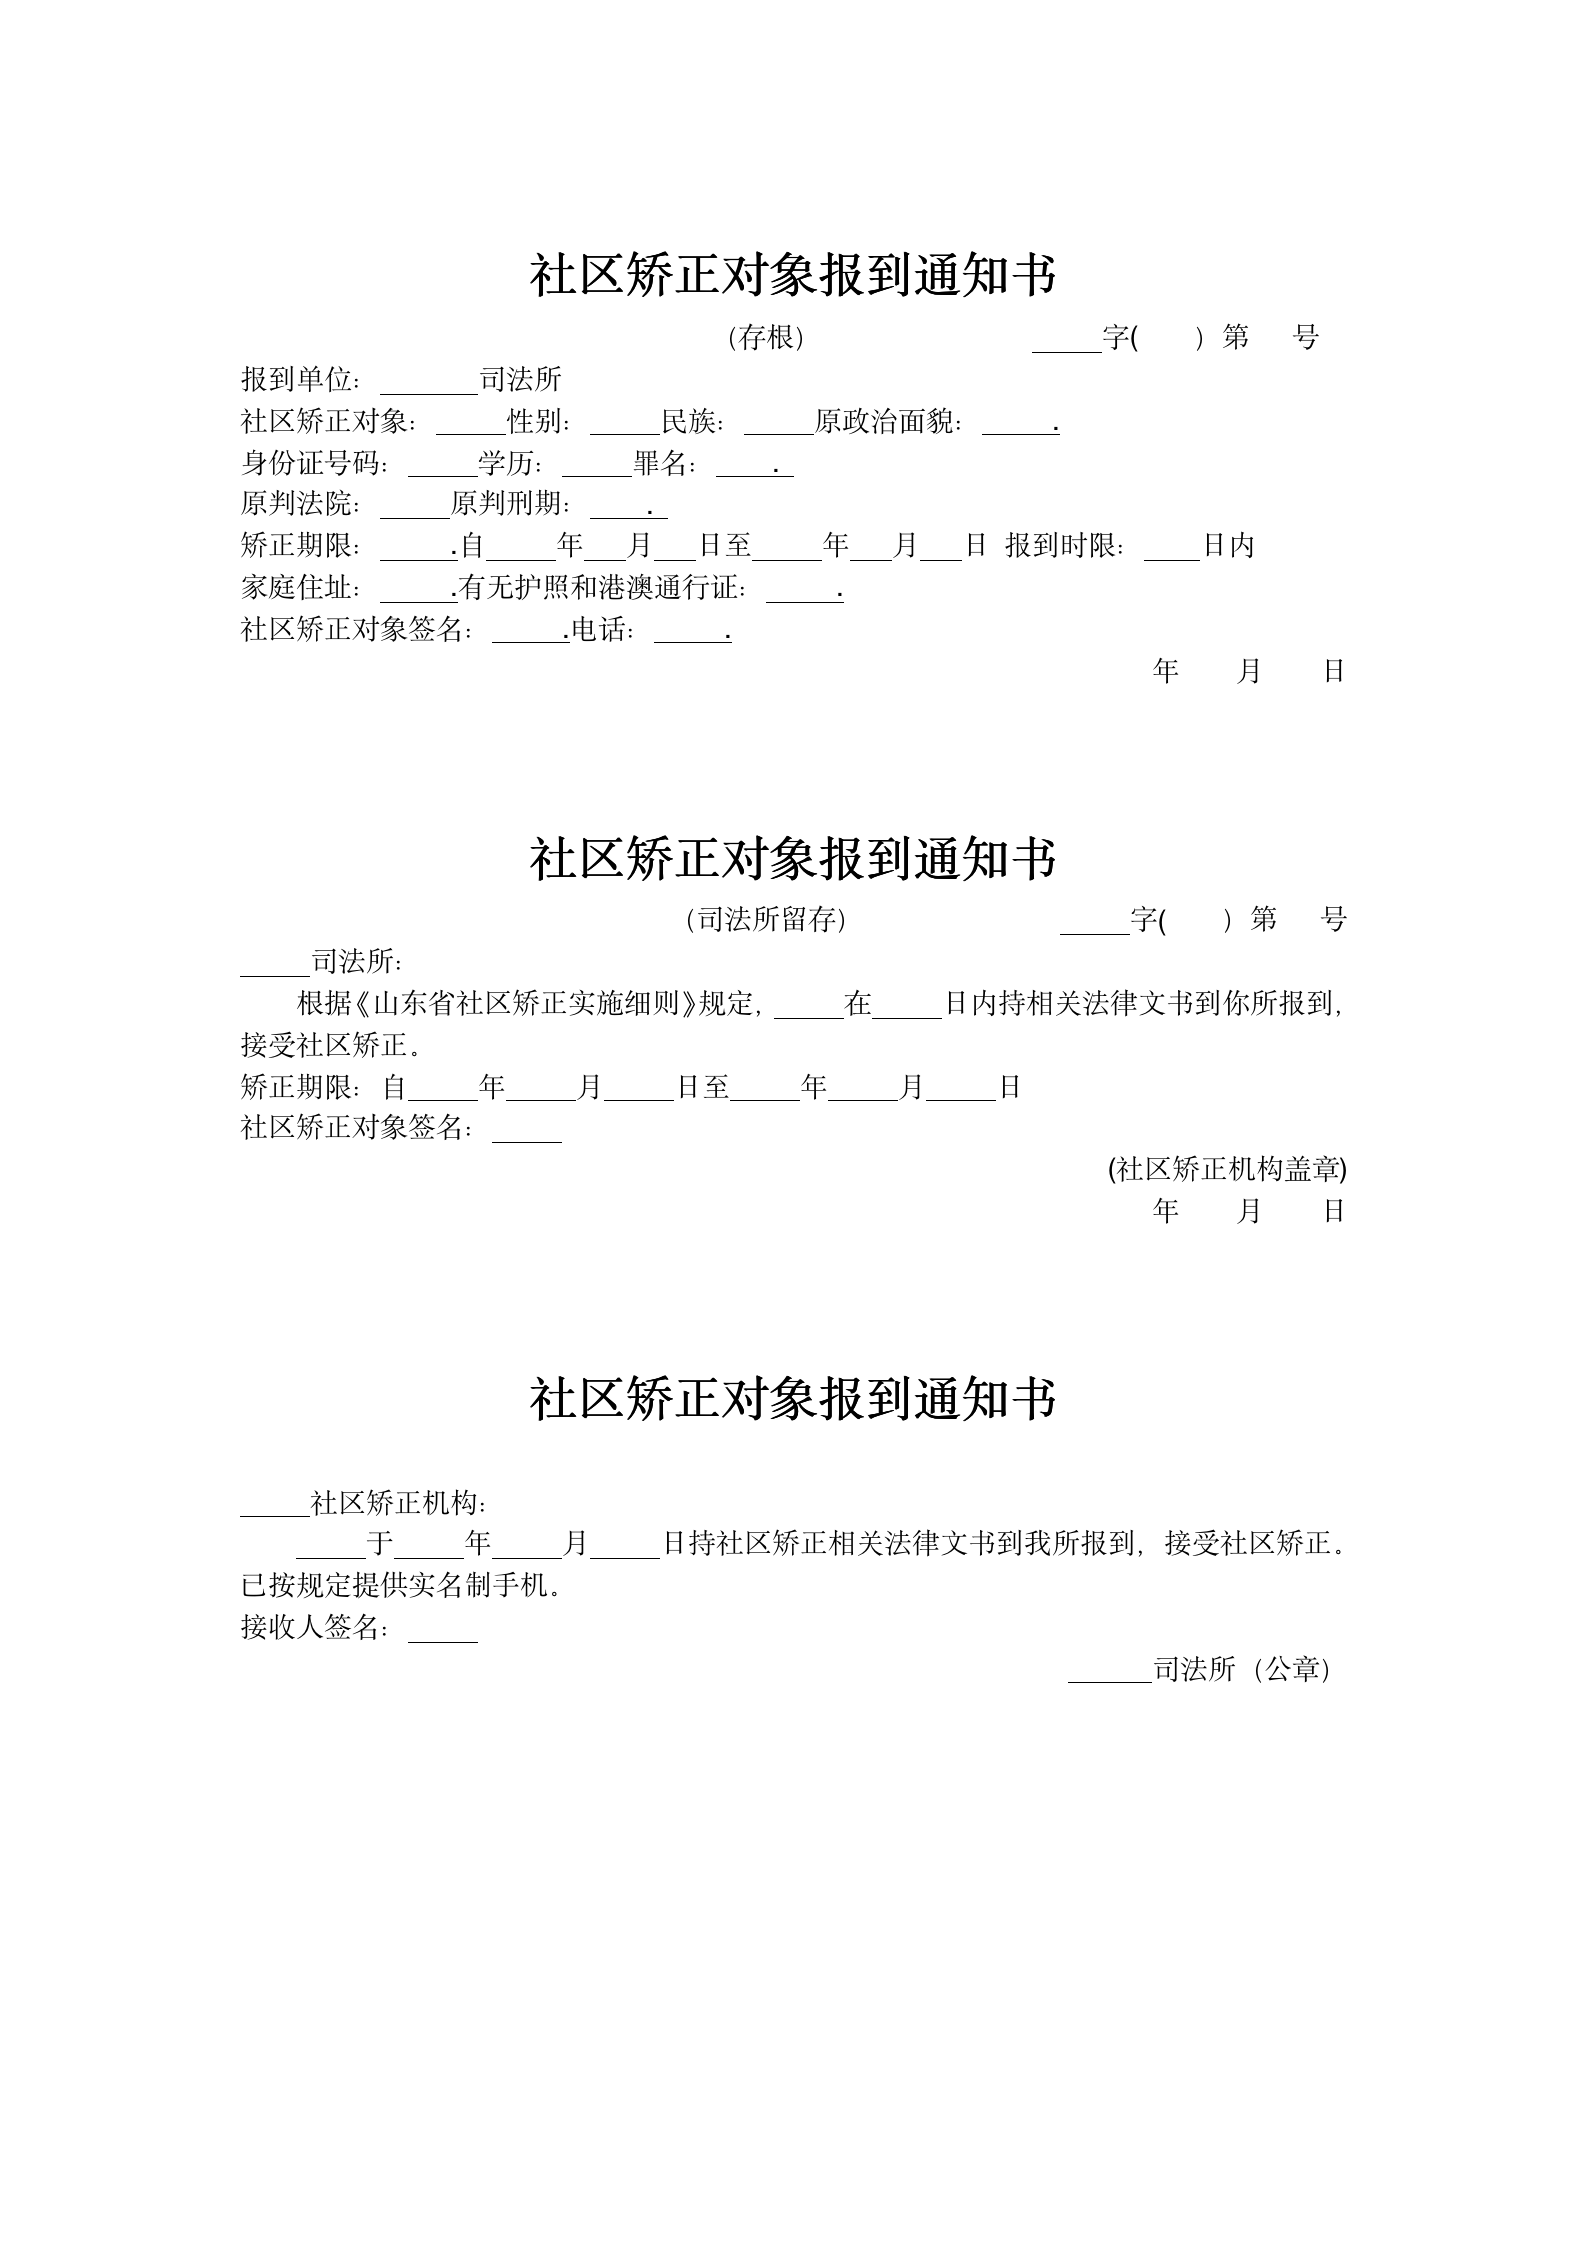 社区矫正对象报到通知书
（存根） _____字( ）第 号
报到单位：_______司法所
社区矫正对象：_____性别：_____民族：_____原政治面貌：_____.
身份证号码：_____学历：_____罪名：____.
原判法院：_____原判刑期：____.
矫正期限：_____.自_____年___月___日至_____年___月___日 报到时限：____日内
家庭住址：_____.有无护照和港澳通行证：_____.
社区矫正对象签名：_____.电话：_____.
年 月 日
社区矫正对象报到通知书
（司法所留存） _____字( ）第 号
_____司法所：
根据《山东省社区矫正实施细则》规定，_____在_____日内持相关法律文书到你所报到，
接受社区矫正。
矫正期限：自_____年_____月_____日至_____年_____月_____日
社区矫正对象签名：_____
(社区矫正机构盖章)
年 月 日
社区矫正对象报到通知书
_____社区矫正机构：
_____于_____年_____月_____日持社区矫正相关法律文书到我所报到，接受社区矫正。
已按规定提供实名制手机。
接收人签名：_____
______司法所（公章）